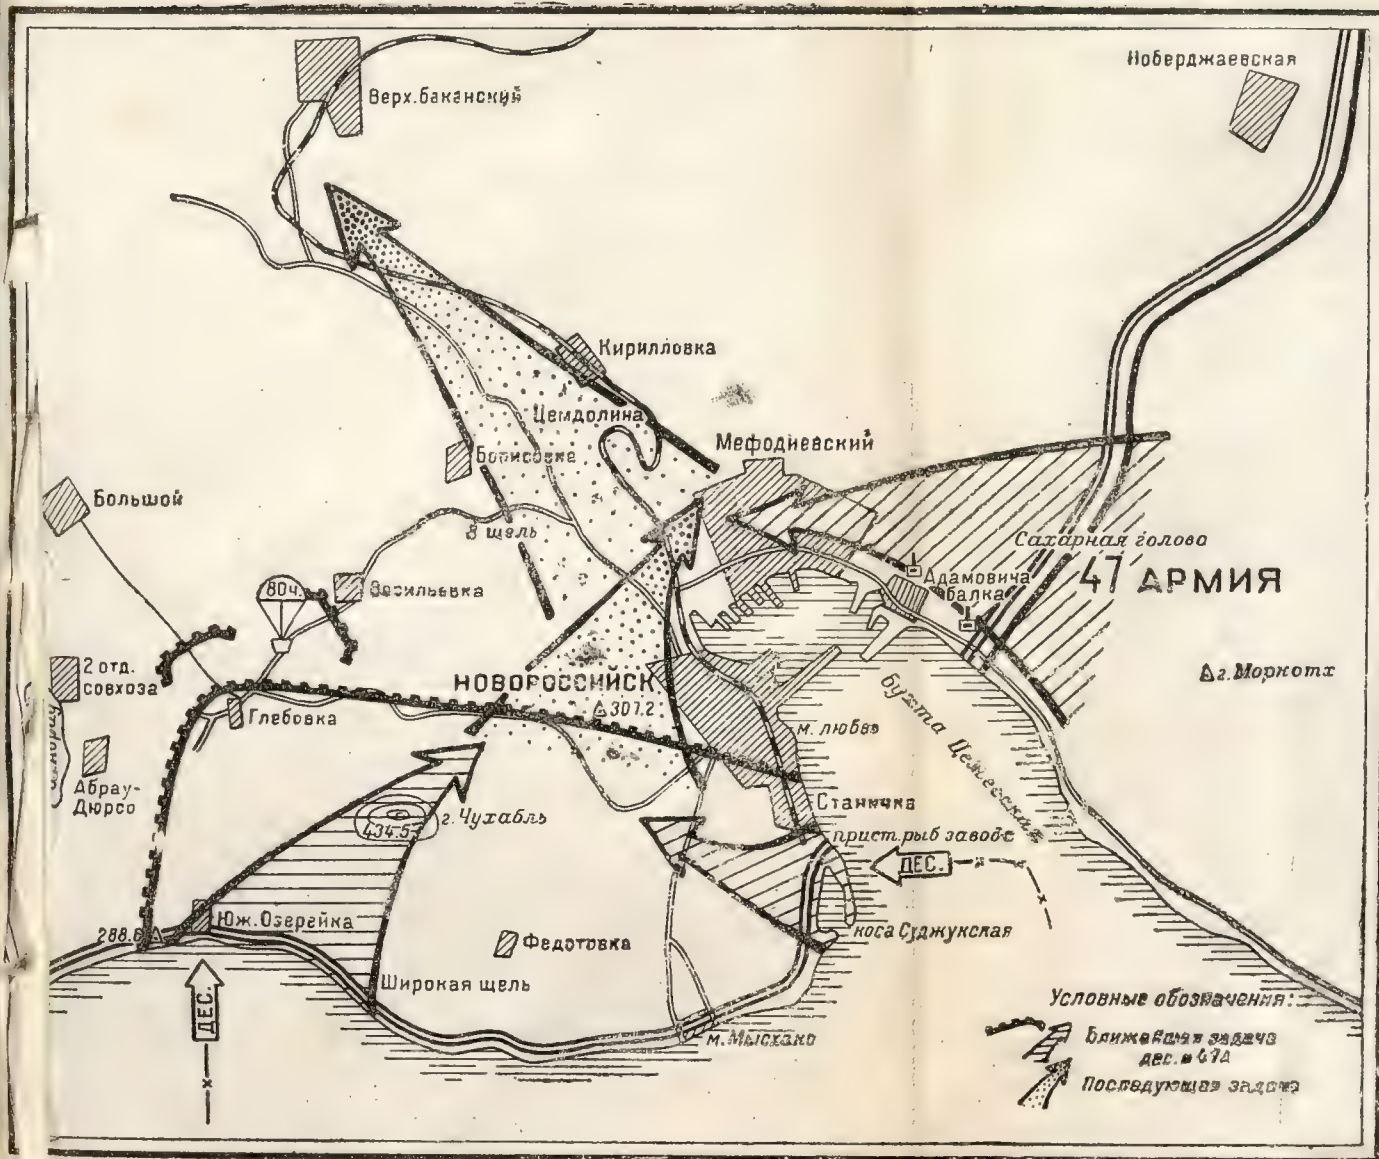 Ноберджаевская
Верх.баканский
Кирилловка
Цемдолина
Мефодиевский
Борисовка
Большой
8 щель
Сахарная голова
47 АРМИЯ
Адамовича
балка
80ч.
Васильевка
2 отд.
совхоза
г. Моркотх
НОВОРОССИЙСК
307.2
Глебовка
м. любви
Бухта Цемесская
Абрау-
Дюрсо
г. Чухабль
434.5
Станичка
прист. рыб завода
ДЕС.
Юж. Озерейка
288.6
Федотовка
коса Суджукская
Широкая щель
ДЕС.
м. Мысхако
Условные обозначения:
Ближайшая задача
дес. и 47А
Последующая задача